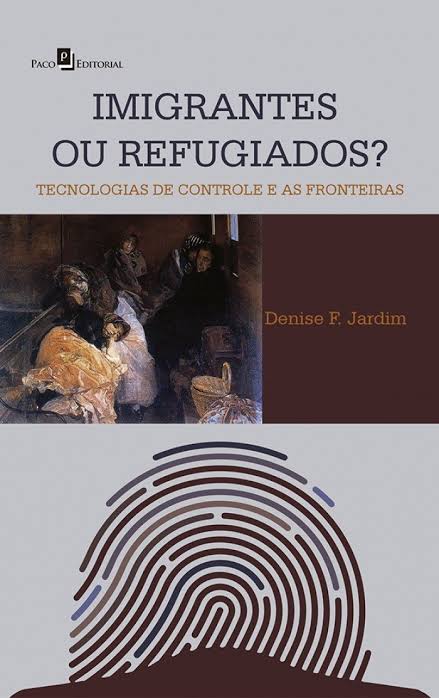 PACO EDITORIAL
IMIGRANTES
OU REFUGIADOS?
TECNOLOGIAS DE CONTROLE E AS FRONTEIRAS
Denise F. Jardim